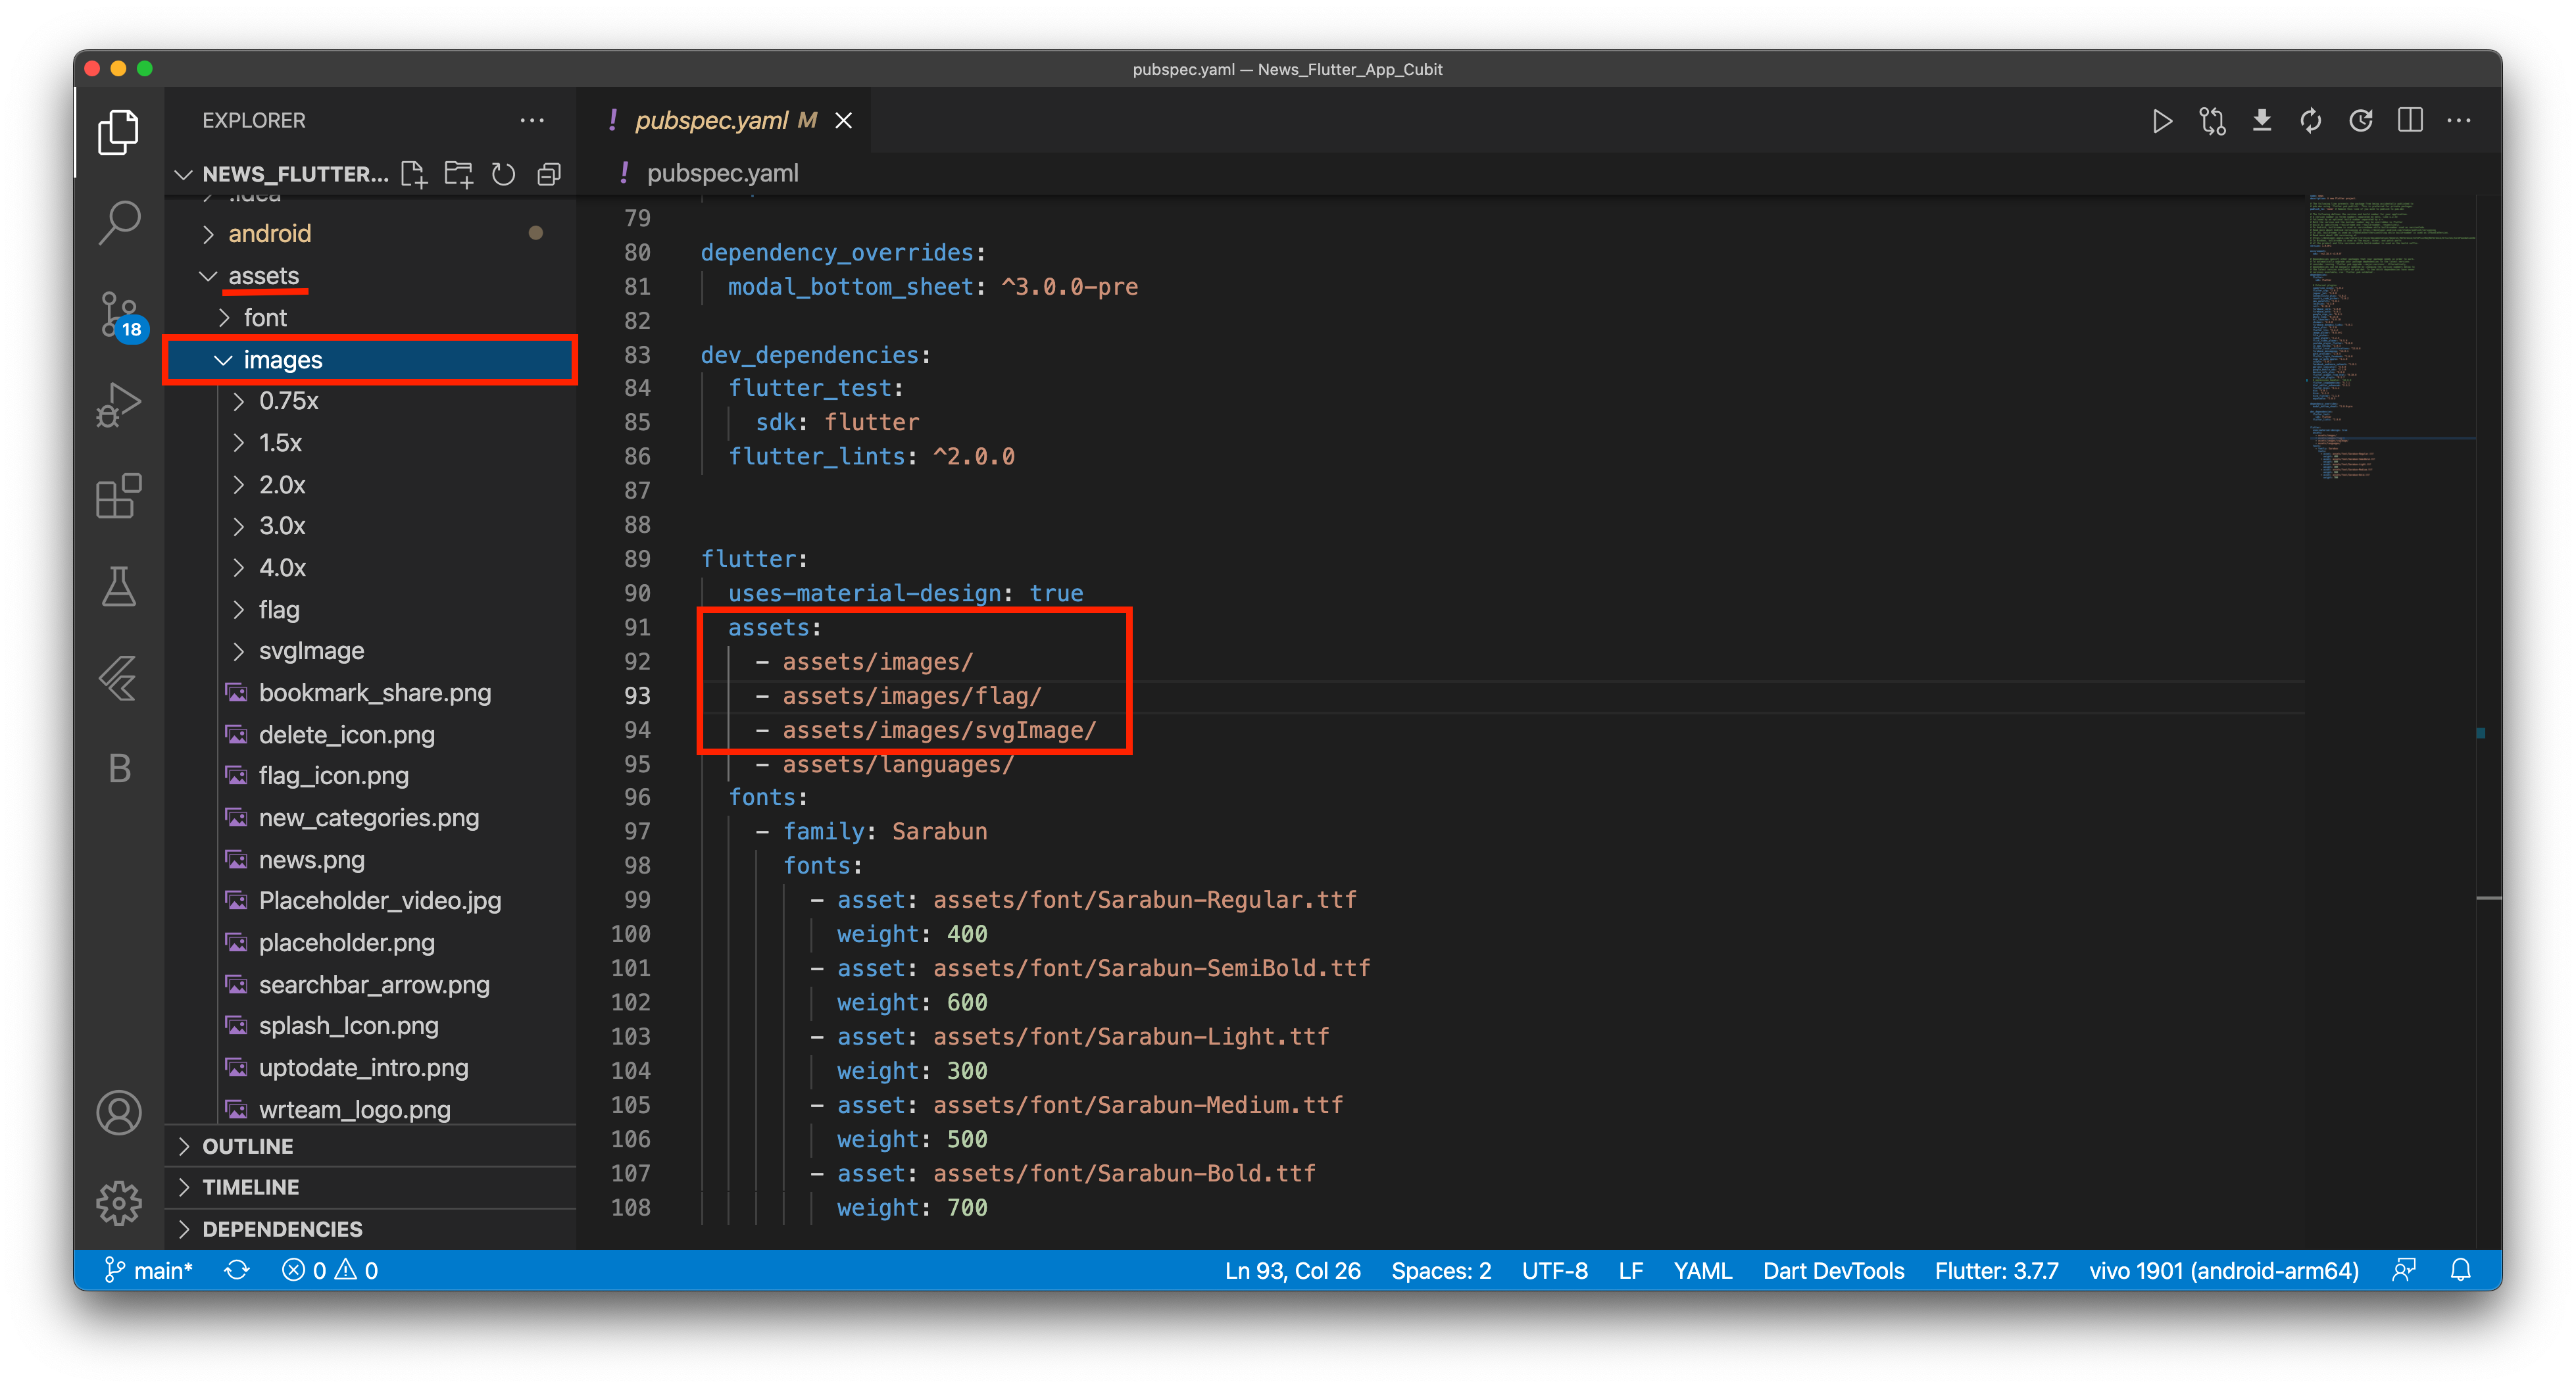 pubspec.yaml — News_Flutter_App_Cubit
EXPLORER
NEWS_FLUTTER...
.idea
android
assets
font
images
0.75x
1.5x
2.0x
3.0x
4.0x
flag
svgImage
bookmark_share.png
delete_icon.png
flag_icon.png
new_categories.png
news.png
Placeholder_video.jpg
placeholder.png
searchbar_arrow.png
splash_Icon.png
uptodate_intro.png
wrteam_logo.png
OUTLINE
TIMELINE
DEPENDENCIES
18
B
! pubspec.yaml M
! pubspec.yaml
79
80 dependency_overrides:
81 modal_bottom_sheet: ^3.0.0-pre
82
83 dev_dependencies:
84 flutter_test:
85 sdk: flutter
86 flutter_lints: ^2.0.0
87
88
89 flutter:
90 uses-material-design: true
91 assets:
92 - assets/images/
93 - assets/images/flag/
94 - assets/images/svgImage/
95 - assets/languages/
96 fonts:
97 - family: Sarabun
98 fonts:
99 - asset: assets/font/Sarabun-Regular.ttf
100 weight: 400
101 - asset: assets/font/Sarabun-SemiBold.ttf
102 weight: 600
103 - asset: assets/font/Sarabun-Light.ttf
104 weight: 300
105 - asset: assets/font/Sarabun-Medium.ttf
106 weight: 500
107 - asset: assets/font/Sarabun-Bold.ttf
108 weight: 700
main* 0 0 Ln 93, Col 26 Spaces: 2 UTF-8 LF YAML Dart DevTools Flutter: 3.7.7 vivo 1901 (android-arm64)